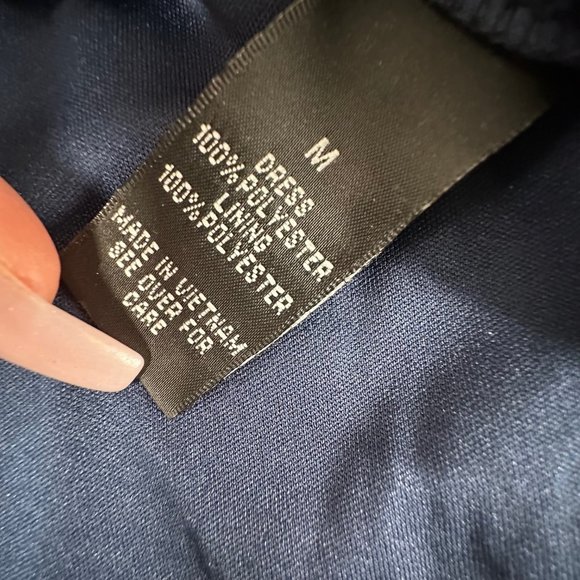 M
DRESS
100%POLYESTER
LINING
100%POLYESTER
MADE IN VIETNAM
SEE OVER FOR
CARE